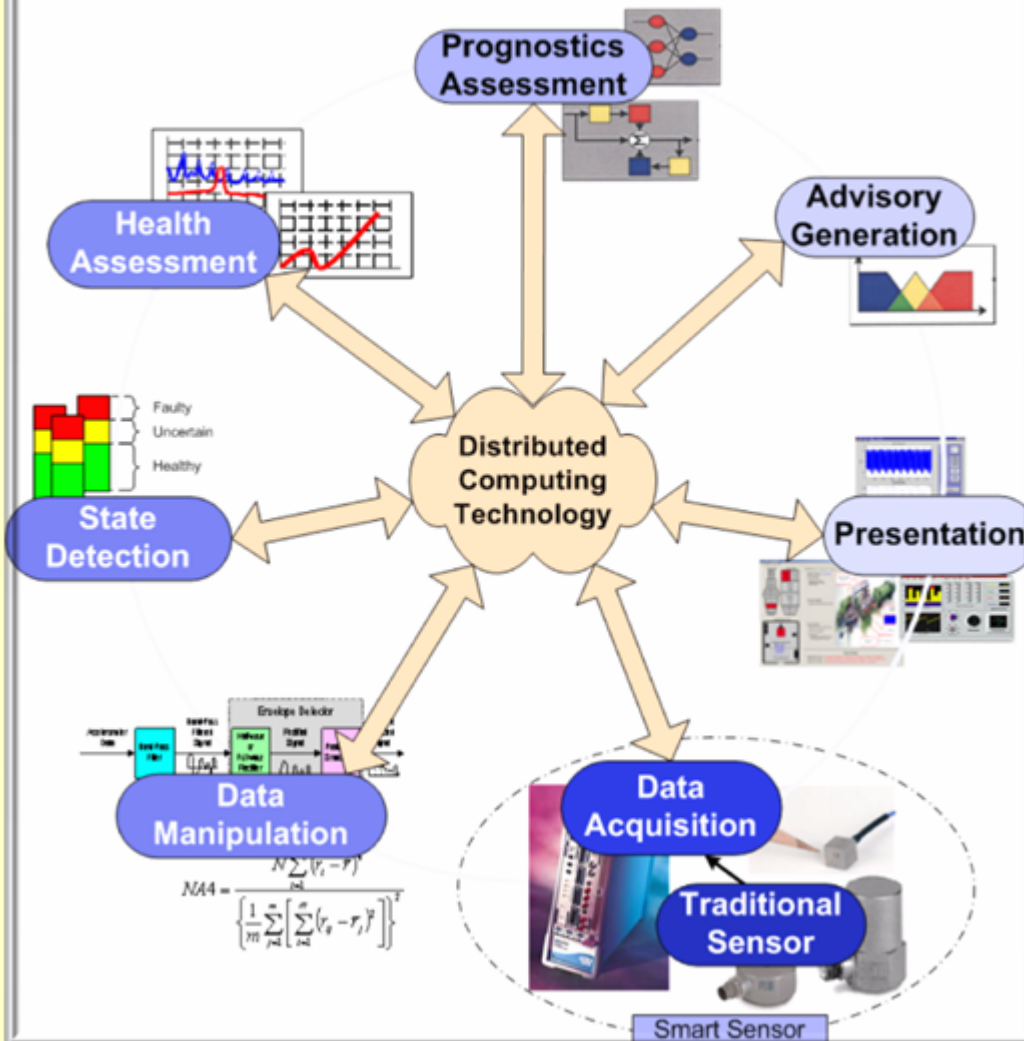 Prognostics
Assessment
Health
Assessment
Advisory
Generation
Faulty
Uncertain
Healthy
State
Detection
Distributed
Computing
Technology
Presentation
Envelope Detector
Data
Manipulation
NA4 =
Data
Acquisition
Traditional
Sensor
Smart Sensor